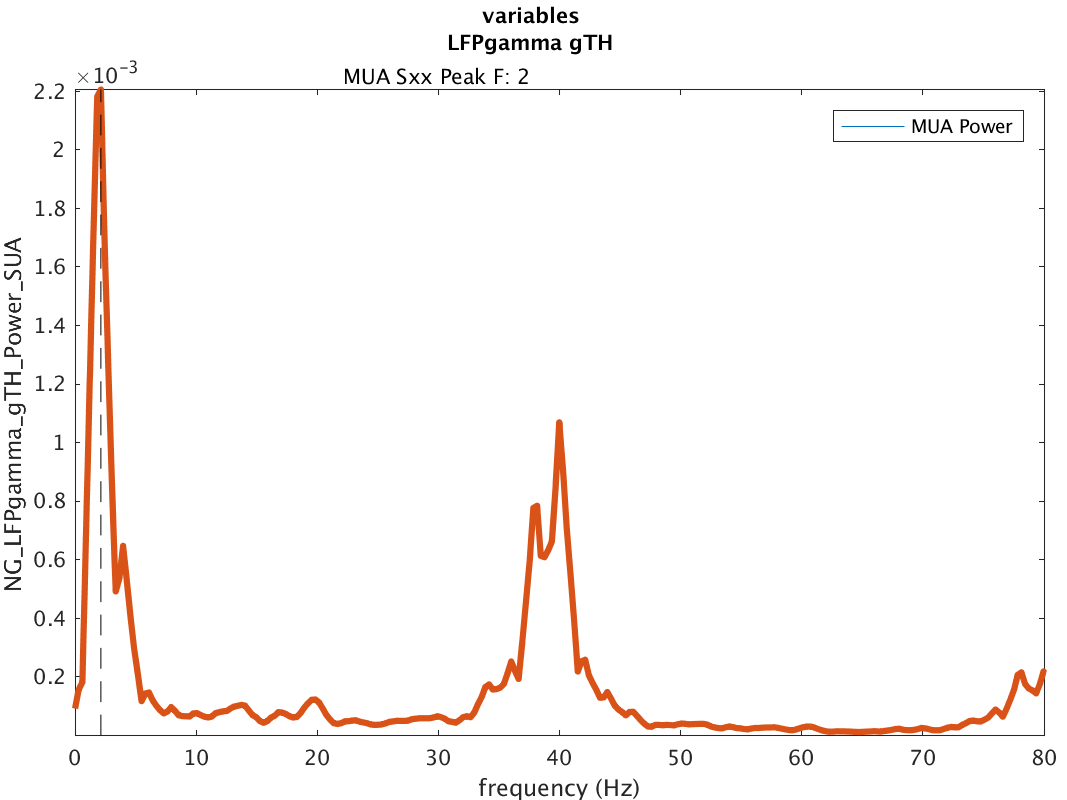 variables
LFPgamma gTH
×10⁻³
MUA Sxx Peak F: 2
MUA Power
2.2
2
1.8
1.6
1.4
1.2
1
0.8
0.6
0.4
0.2
NG_LFPgamma_gTH_Power_SUA
0 10 20 30 40 50 60 70 80
frequency (Hz)